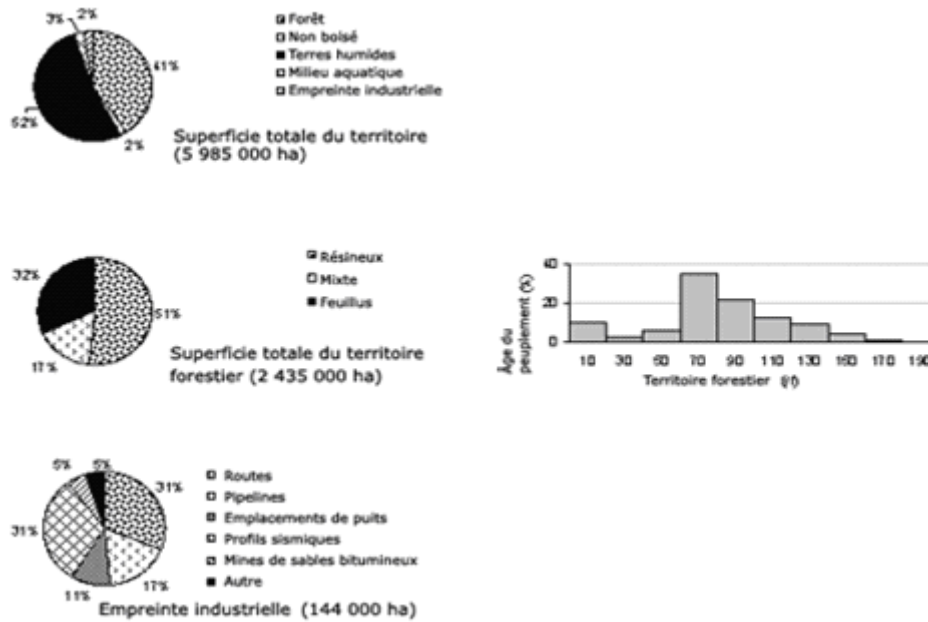 3%
2%
41%
52%
2%
Forêt
Non boisé
Terres humides
Milieu aquatique
Empreinte industrielle
Superficie totale du territoire
(5 985 000 ha)
32%
51%
17%
Résineux
Mixte
Feuillus
Superficie totale du territoire
forestier (2 435 000 ha)
Âge du
peuplement (%)
40
20
0
10 30 50 70 90 110 130 150 170 190
Territoire forestier
5%
5%
31%
31%
17%
11%
Routes
Pipelines
Emplacements de puits
Profils sismiques
Mines de sables bitumineux
Autre
Empreinte industrielle (144 000 ha)